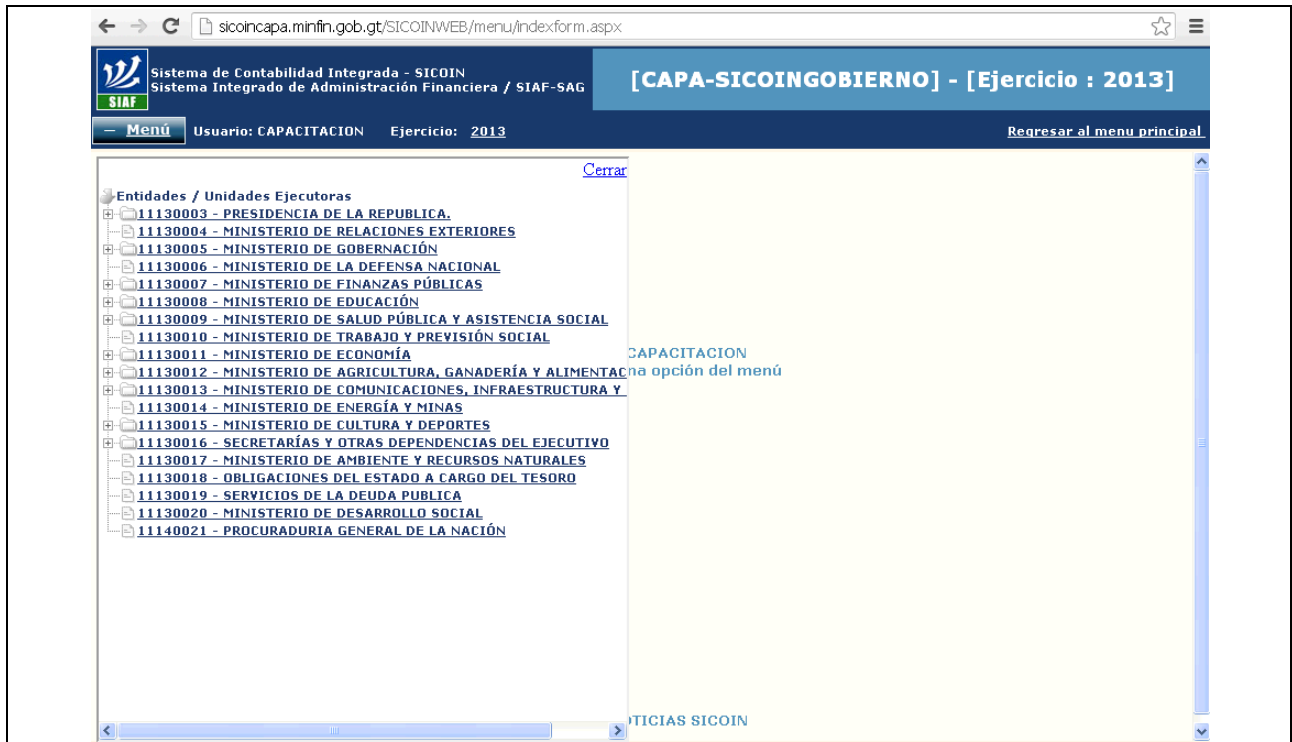 sicoincapa.minfin.gob.gt/SICOINWEB/menu/indexform.aspx
Sistema de Contabilidad Integrada - SICOIN
Sistema Integrado de Administración Financiera / SIAF-SAG
SIAF
[CAPA-SICOINGOBIERNO] - [Ejercicio : 2013]
— Menú Usuario: CAPACITACION Ejercicio: 2013 Regresar al menu principal
Cerrar
Entidades / Unidades Ejecutoras
11130003 - PRESIDENCIA DE LA REPUBLICA.
11130004 - MINISTERIO DE RELACIONES EXTERIORES
11130005 - MINISTERIO DE GOBERNACIÓN
11130006 - MINISTERIO DE LA DEFENSA NACIONAL
11130007 - MINISTERIO DE FINANZAS PÚBLICAS
11130008 - MINISTERIO DE EDUCACIÓN
11130009 - MINISTERIO DE SALUD PÚBLICA Y ASISTENCIA SOCIAL
11130010 - MINISTERIO DE TRABAJO Y PREVISIÓN SOCIAL
11130011 - MINISTERIO DE ECONOMÍA
11130012 - MINISTERIO DE AGRICULTURA, GANADERÍA Y ALIMENTAC
11130013 - MINISTERIO DE COMUNICACIONES, INFRAESTRUCTURA Y
11130014 - MINISTERIO DE ENERGÍA Y MINAS
11130015 - MINISTERIO DE CULTURA Y DEPORTES
11130016 - SECRETARÍAS Y OTRAS DEPENDENCIAS DEL EJECUTIVO
11130017 - MINISTERIO DE AMBIENTE Y RECURSOS NATURALES
11130018 - OBLIGACIONES DEL ESTADO A CARGO DEL TESORO
11130019 - SERVICIOS DE LA DEUDA PUBLICA
11130020 - MINISTERIO DE DESARROLLO SOCIAL
11140021 - PROCURADURIA GENERAL DE LA NACIÓN
CAPACITACION
na opción del menú
TICIAS SICOIN